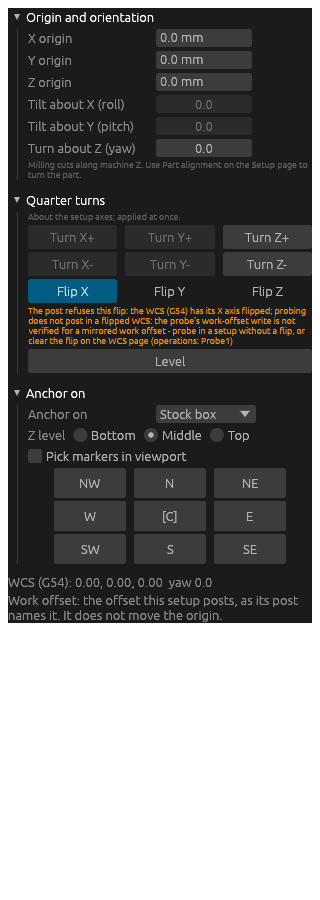 Origin and orientation
X origin 0.0 mm
Y origin 0.0 mm
Z origin 0.0 mm
Tilt about X (roll) 0.0
Tilt about Y (pitch) 0.0
Turn about Z (yaw) 0.0
Milling cuts along machine Z. Use Part alignment on the Setup page to
turn the part.
Quarter turns
About the setup axes; applied at once.
Turn X+ Turn Y+ Turn Z+
Turn X- Turn Y- Turn Z-
Flip X Flip Y Flip Z
The post refuses this flip: the WCS (G54) has its X axis flipped; probing
does not post in a flipped WCS: the probe's work-offset write is not
verified for a mirrored work offset - probe in a setup without a flip, or
clear the flip on the WCS page (operations: Probe1)
Level
Anchor on
Anchor on Stock box
Z level Bottom Middle Top
Pick markers in viewport
NW N NE
W [C] E
SW S SE
WCS (G54): 0.00, 0.00, 0.00 yaw 0.0
Work offset: the offset this setup posts, as its post
names it. It does not move the origin.